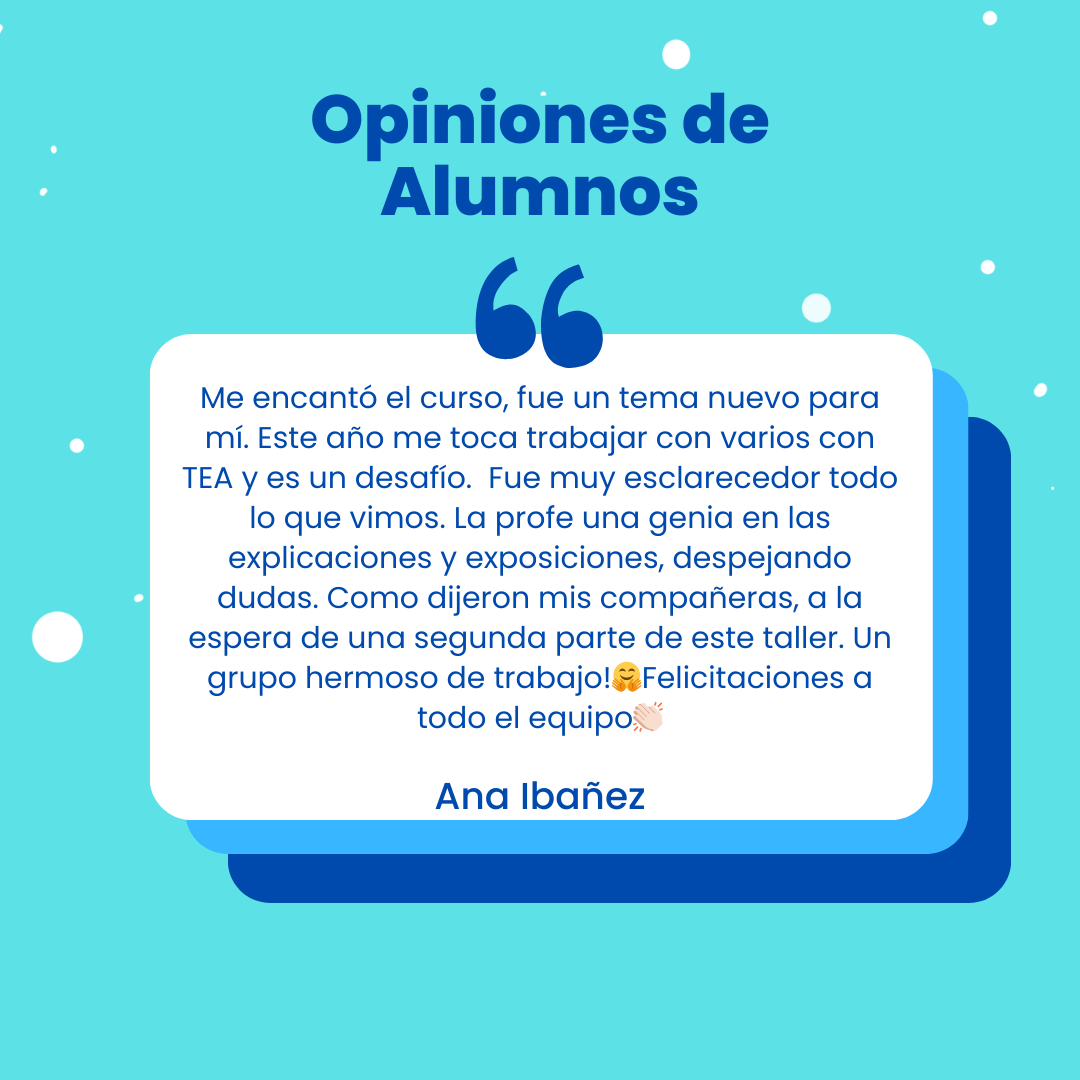 Opiniones de
Alumnos
Me encantó el curso, fue un tema nuevo para
mí. Este año me toca trabajar con varios con
TEA y es un desafío.  Fue muy esclarecedor todo
lo que vimos. La profe una genia en las
explicaciones y exposiciones, despejando
dudas. Como dijeron mis compañeras, a la
espera de una segunda parte de este taller. Un
grupo hermoso de trabajo!🤗Felicitaciones a
todo el equipo👏🏻
Ana Ibañez